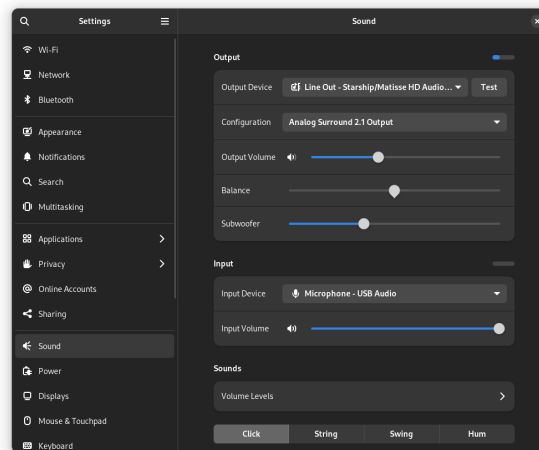 Settings
Sound
Wi-Fi
Network
Bluetooth
Appearance
Notifications
Search
Multitasking
Applications
Privacy
Online Accounts
Sharing
Sound
Power
Displays
Mouse & Touchpad
Keyboard
Output
Output Device
Line Out - Starship/Matisse HD Audio...
Test
Configuration
Analog Surround 2.1 Output
Output Volume
Balance
Subwoofer
Input
Input Device
Microphone - USB Audio
Input Volume
Sounds
Volume Levels
Click
String
Swing
Hum